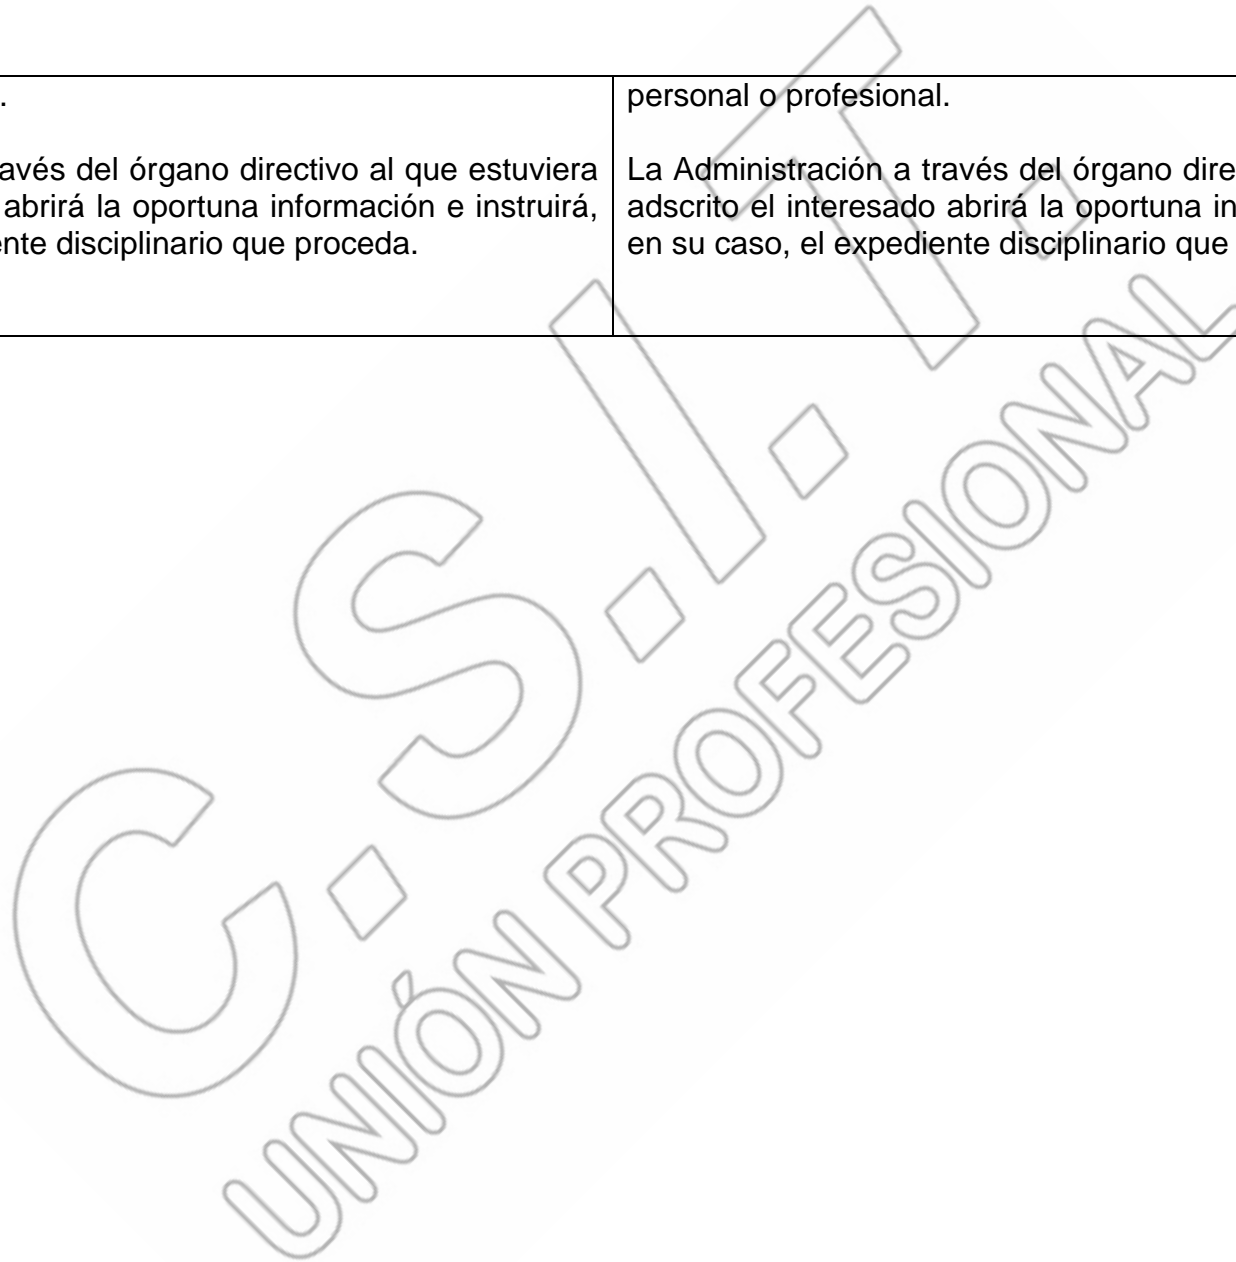 .
avés del órgano directivo al que estuviera
abrirá la oportuna información e instruirá,
ente disciplinario que proceda.
personal o profesional.
La Administración a través del órgano dire
adscrito el interesado abrirá la oportuna in
en su caso, el expediente disciplinario que
C.S.I.T.
UNIÓN PROFESIONAL